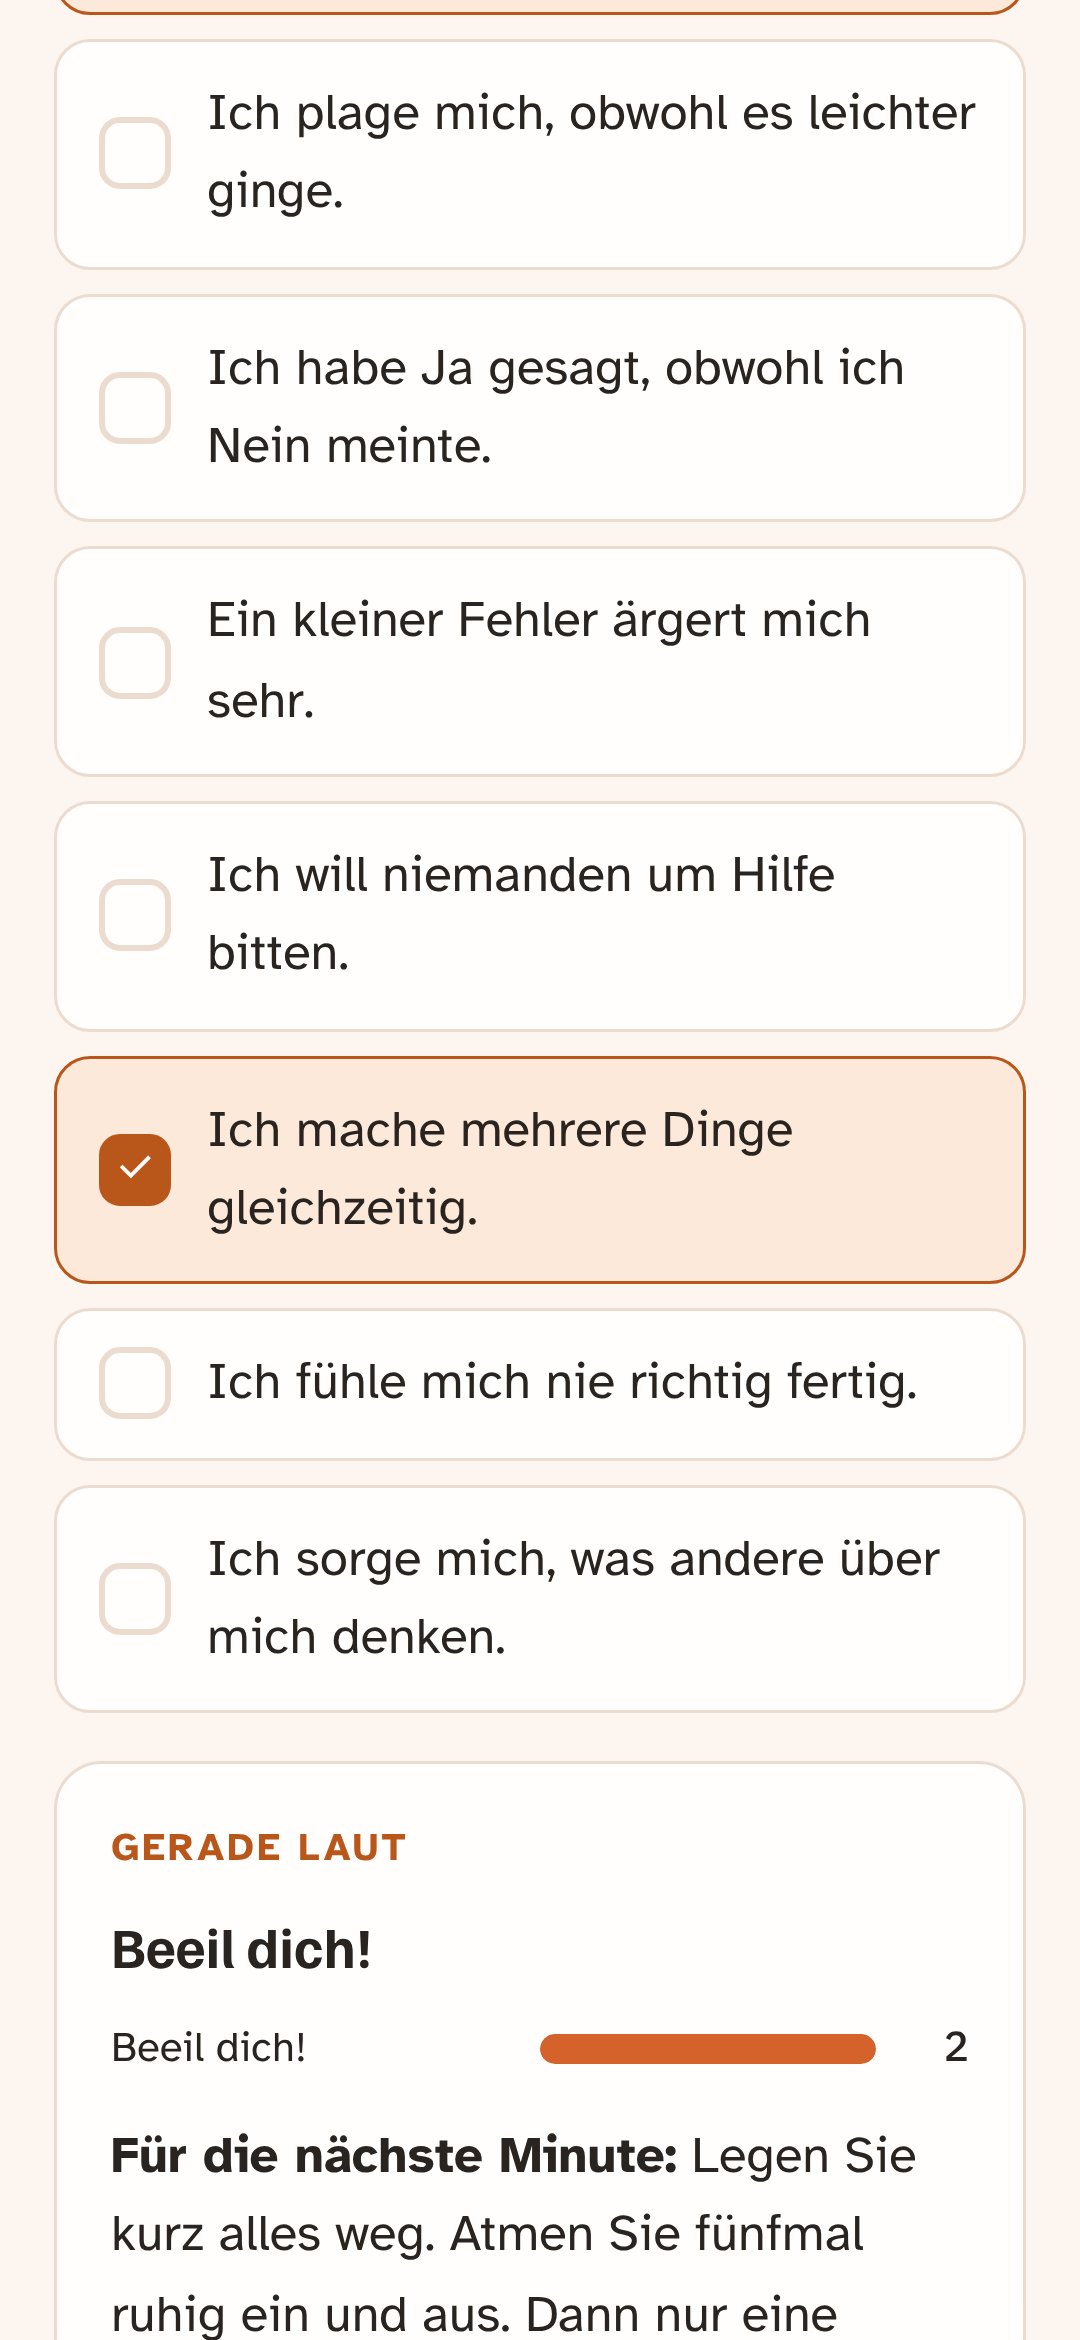 Ich plage mich, obwohl es leichter
ginge.
Ich habe Ja gesagt, obwohl ich
Nein meinte.
Ein kleiner Fehler ärgert mich
sehr.
Ich will niemanden um Hilfe
bitten.
Ich mache mehrere Dinge
gleichzeitig.
Ich fühle mich nie richtig fertig.
Ich sorge mich, was andere über
mich denken.
GERADE LAUT
Beeil dich!
Beeil dich! 2
Für die nächste Minute: Legen Sie
kurz alles weg. Atmen Sie fünfmal
ruhig ein und aus. Dann nur eine